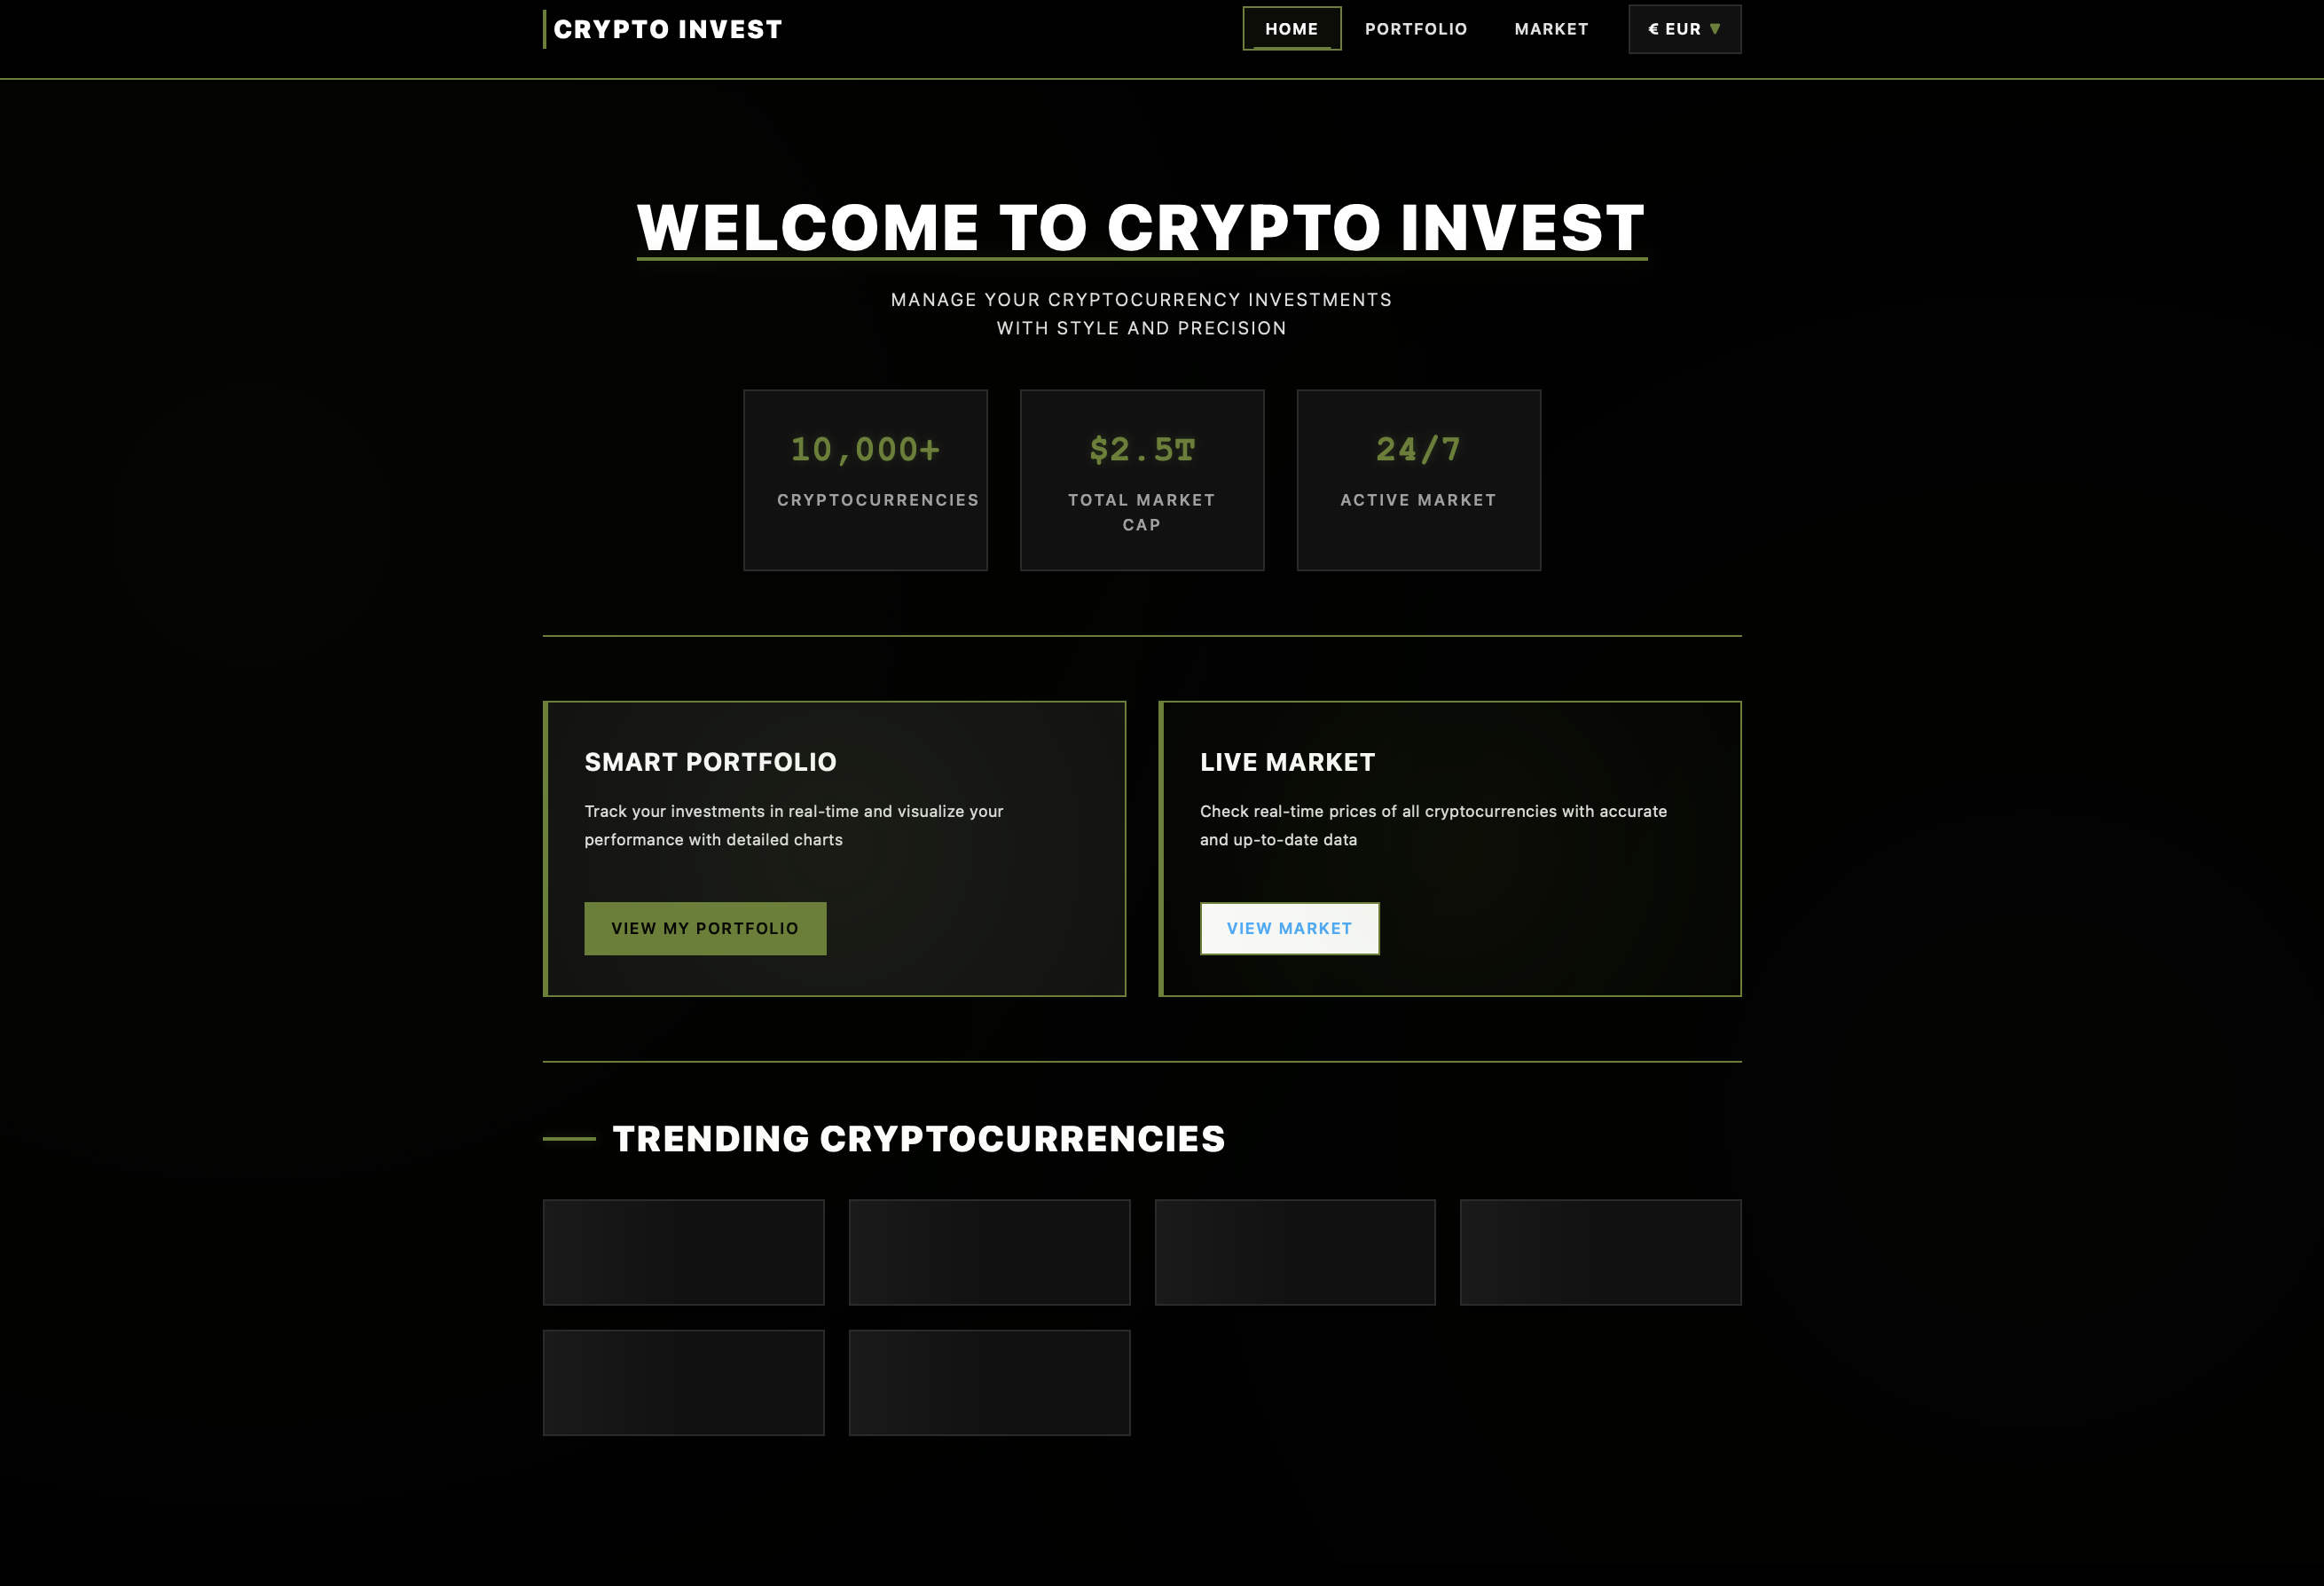 CRYPTO INVEST
HOME
PORTFOLIO
MARKET
€ EUR ▼
WELCOME TO CRYPTO INVEST
MANAGE YOUR CRYPTOCURRENCY INVESTMENTS
WITH STYLE AND PRECISION
10,000+
CRYPTOCURRENCIES
$2.5T
TOTAL MARKET
CAP
24/7
ACTIVE MARKET
SMART PORTFOLIO
Track your investments in real-time and visualize your
performance with detailed charts
VIEW MY PORTFOLIO
LIVE MARKET
Check real-time prices of all cryptocurrencies with accurate
and up-to-date data
VIEW MARKET
TRENDING CRYPTOCURRENCIES